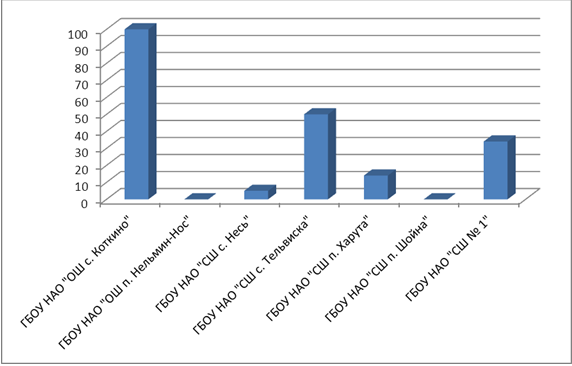 100
90
80
70
60
50
40
30
20
10
0
ГБОУ НАО "ОШ с. Коткино"
ГБОУ НАО "ОШ п. Нельмин-Нос"
ГБОУ НАО "СШ с. Несь"
ГБОУ НАО "СШ с. Тельвиска"
ГБОУ НАО "СШ п. Харута"
ГБОУ НАО "СШ п. Шойна"
ГБОУ НАО "СШ № 1"